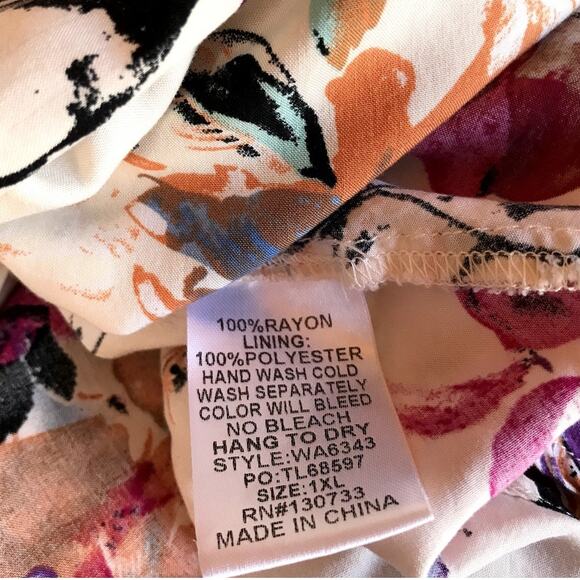 100%RAYON
LINING:
100%POLYESTER
HAND WASH COLD
WASH SEPARATELY
COLOR WILL BLEED
NO BLEACH
HANG TO DRY
STYLE:WA6343
PO:TL68597
SIZE:1XL
RN#130733
MADE IN CHINA